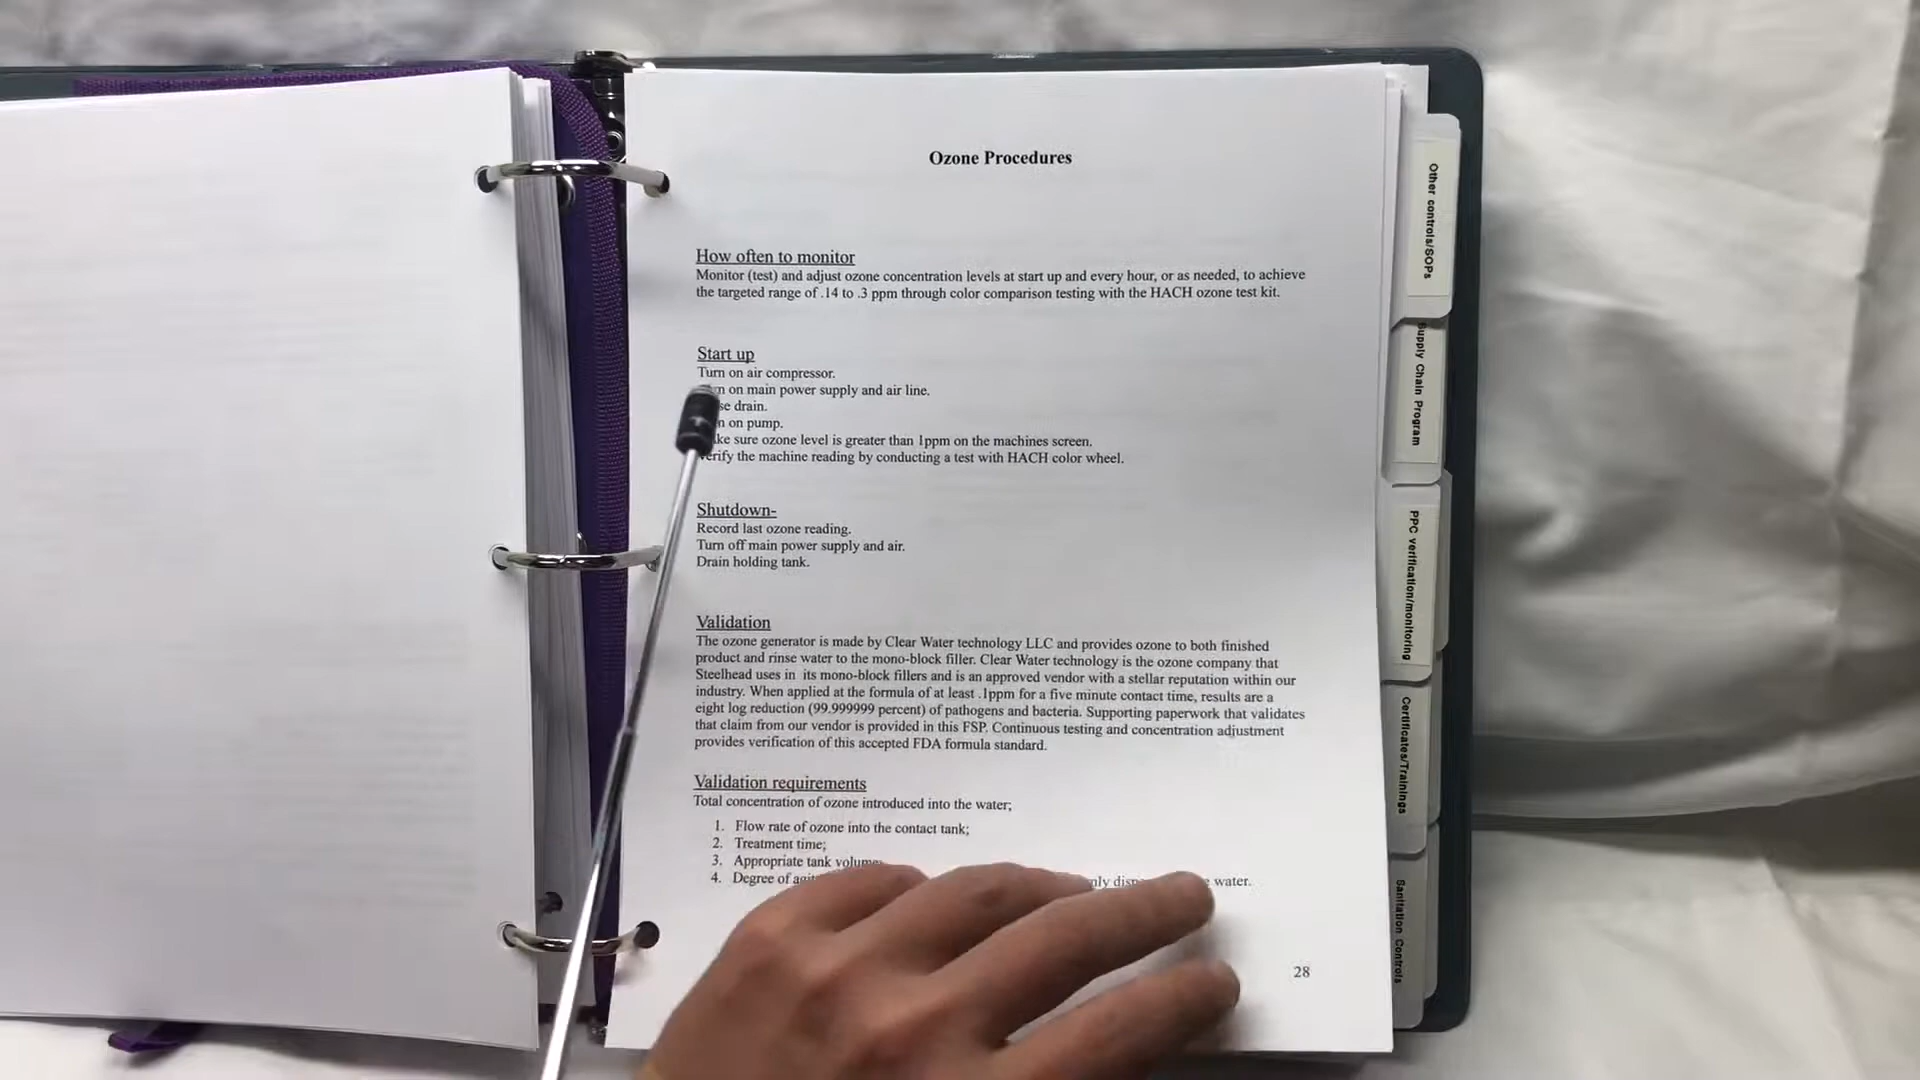 Ozone Procedures
How often to monitor
Monitor (test) and adjust ozone concentration levels at start up and every hour, or as needed, to achieve
the targeted range of .14 to .3 ppm through color comparison testing with the HACH ozone test kit.
Start up
Turn on air compressor.
on main power supply and air line.
drain.
on pump.
sure ozone level is greater than 1ppm on the machines screen.
Verify the machine reading by conducting a test with HACH color wheel.
Shutdown-
Record last ozone reading.
Turn off main power supply and air.
Drain holding tank.
Validation
The ozone generator is made by Clear Water technology LLC and provides ozone to both finished
product and rinse water to the mono-block filler. Clear Water technology is the ozone company that
Steelhead uses in its mono-block fillers and is an approved vendor with a stellar reputation within our
industry. When applied at the formula of at least .1ppm for a five minute contact time, results are a
eight log reduction (99.999999 percent) of pathogens and bacteria. Supporting paperwork that validates
that claim from our vendor is provided in this FSP. Continuous testing and concentration adjustment
provides verification of this accepted FDA formula standard.
Validation requirements
Total concentration of ozone introduced into the water;
1. Flow rate of ozone into the contact tank;
2. Treatment time;
3. Appropriate tank volume
4. Degree of water.
28
Other controls/SOPs
Supply Chain Program
PPC verification/monitoring
Certificates/Trainings
Sanitation Controls